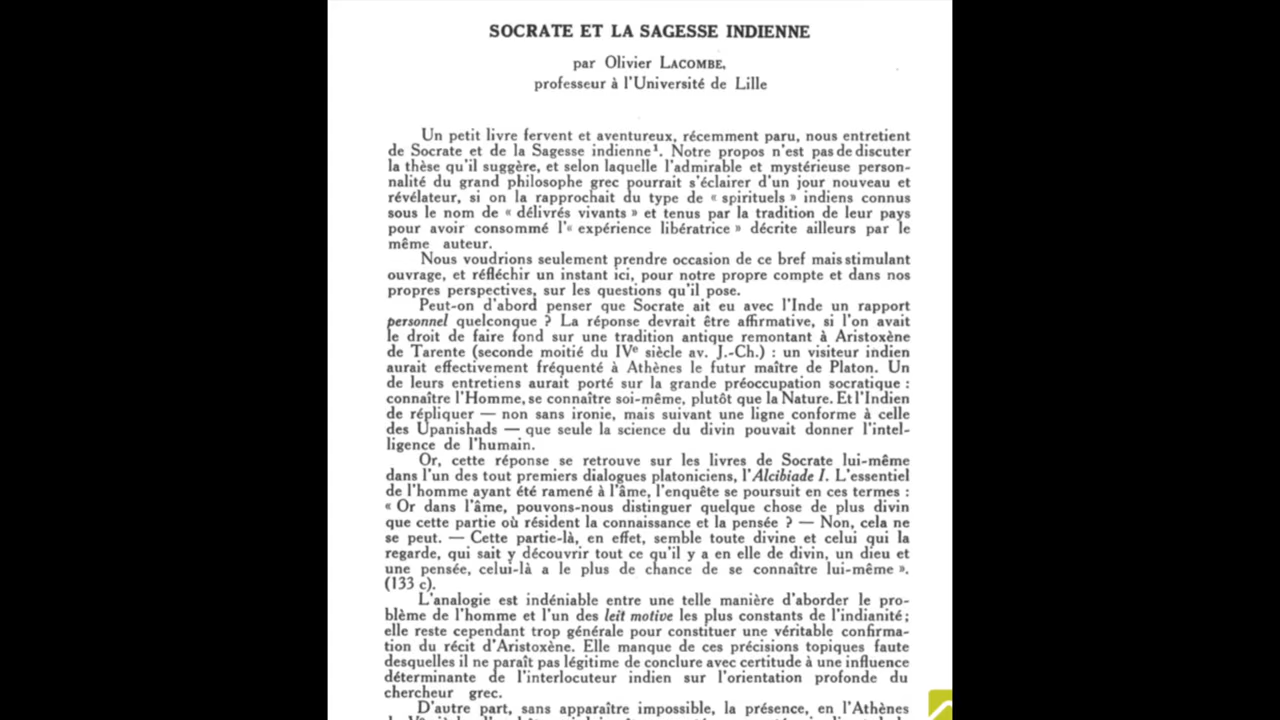 SOCRATE ET LA SAGESSE INDIENNE
par Olivier LACOMBE,
professeur à l'Université de Lille
Un petit livre fervent et aventureux, récemment paru, nous entretient
de Socrate et de la Sagesse indienne¹. Notre propos n'est pas de discuter
la thèse qu'il suggère, et selon laquelle l'admirable et mystérieuse person-
nalité du grand philosophe grec pourrait s'éclairer d'un jour nouveau et
révélateur, si on la rapprochait du type de « spirituels » indiens connus
sous le nom de « délivrés vivants » et tenus par la tradition de leur pays
pour avoir consommé l'« expérience libératrice » décrite ailleurs par le
même auteur.
Nous voudrions seulement prendre occasion de ce bref mais stimulant
ouvrage, et réfléchir un instant ici, pour notre propre compte et dans nos
propres perspectives, sur les questions qu'il pose.
Peut-on d'abord penser que Socrate ait eu avec l'Inde un rapport
personnel quelconque ? La réponse devrait être affirmative, si l'on avait
le droit de faire fond sur une tradition antique remontant à Aristoxène
de Tarente (seconde moitié du IVe siècle av. J.-Ch.) : un visiteur indien
aurait effectivement fréquenté à Athènes le futur maître de Platon. Un
de leurs entretiens aurait porté sur la grande préoccupation socratique :
connaître l'Homme, se connaître soi-même, plutôt que la Nature. Et l'Indien
de répliquer — non sans ironie, mais suivant une ligne conforme à celle
des Upanishads — que seule la science du divin pouvait donner l'intel-
ligence de l'humain.
Or, cette réponse se retrouve sur les livres de Socrate lui-même
dans l'un des tout premiers dialogues platoniciens, l'Alcibiade I. L'essentiel
de l'homme ayant été ramené à l'âme, l'enquête se poursuit en ces termes :
« Or dans l'âme, pouvons-nous distinguer quelque chose de plus divin
que cette partie où résident la connaissance et la pensée ? — Non, cela ne
se peut. — Cette partie-là, en effet, semble toute divine et celui qui la
regarde, qui sait y découvrir tout ce qu'il y a en elle de divin, un dieu et
une pensée, celui-là a le plus de chance de se connaître lui-même ».
(133 c).
L'analogie est indéniable entre une telle manière d'aborder le pro-
blème de l'homme et l'un des leit motive les plus constants de l'indianité ;
elle reste cependant trop générale pour constituer une véritable confirma-
tion du récit d'Aristoxène. Elle manque de ces précisions topiques faute
desquelles il ne paraît pas légitime de conclure avec certitude à une influence
déterminante de l'interlocuteur indien sur l'orientation profonde du
chercheur grec.
D'autre part, sans apparaître impossible, la présence, en l'Athènes